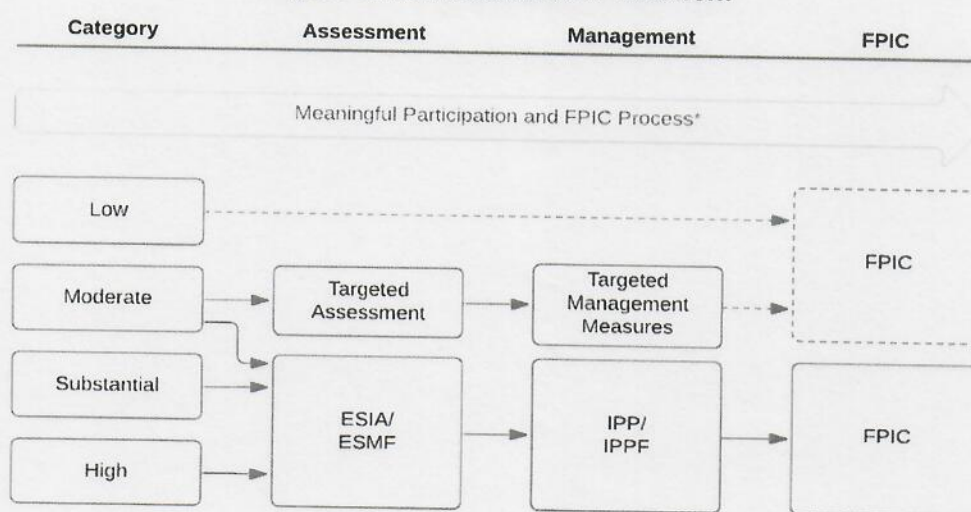 Category Assessment Management FPIC
Meaningful Participation and FPIC Process*
Low
FPIC
Moderate
Targeted
Assessment
Targeted
Management
Measures
Substantial
ESIA/
ESMF
IPP/
IPPF
FPIC
High